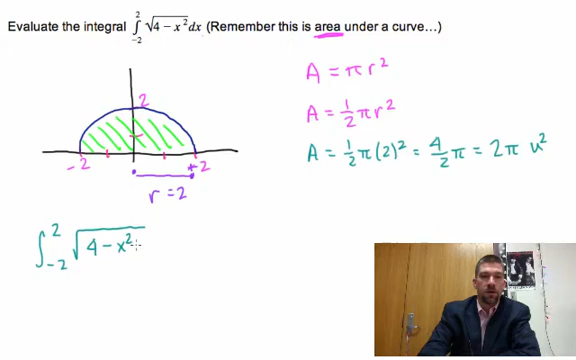 Evaluate the integral ∫_{-2}^{2} √(4 − x²)dx (Remember this is area under a curve…)
A = πr²
A = ½πr²
A = ½π(2)² = 4/2 π = 2π u²
2
-2
+2
r = 2
∫_{-2}^{2} √(4 − x²)